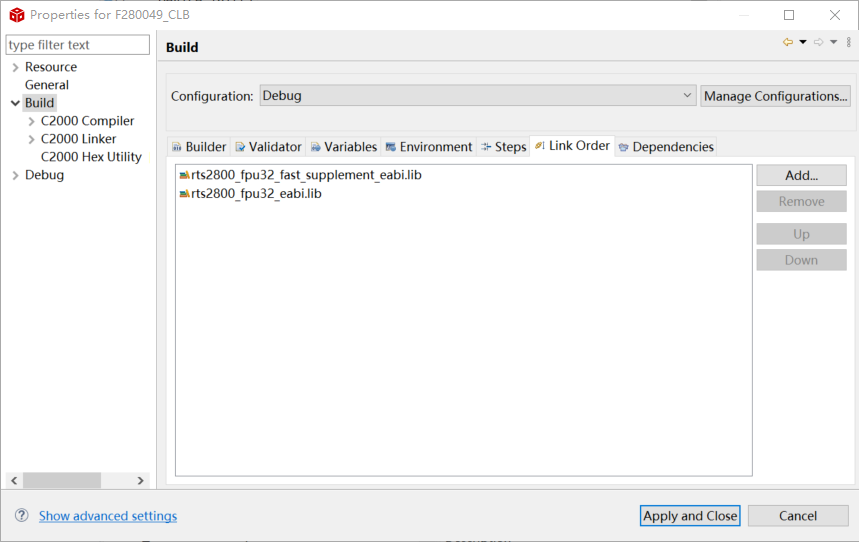 Properties for F280049_CLB
type filter text
Build
Resource
General
Build
C2000 Compiler
C2000 Linker
C2000 Hex Utility
Debug
Configuration:
Debug
Manage Configurations...
Builder
Validator
Variables
Environment
Steps
Link Order
Dependencies
rts2800_fpu32_fast_supplement_eabi.lib
rts2800_fpu32_eabi.lib
Add...
Remove
Up
Down
Show advanced settings
Apply and Close
Cancel